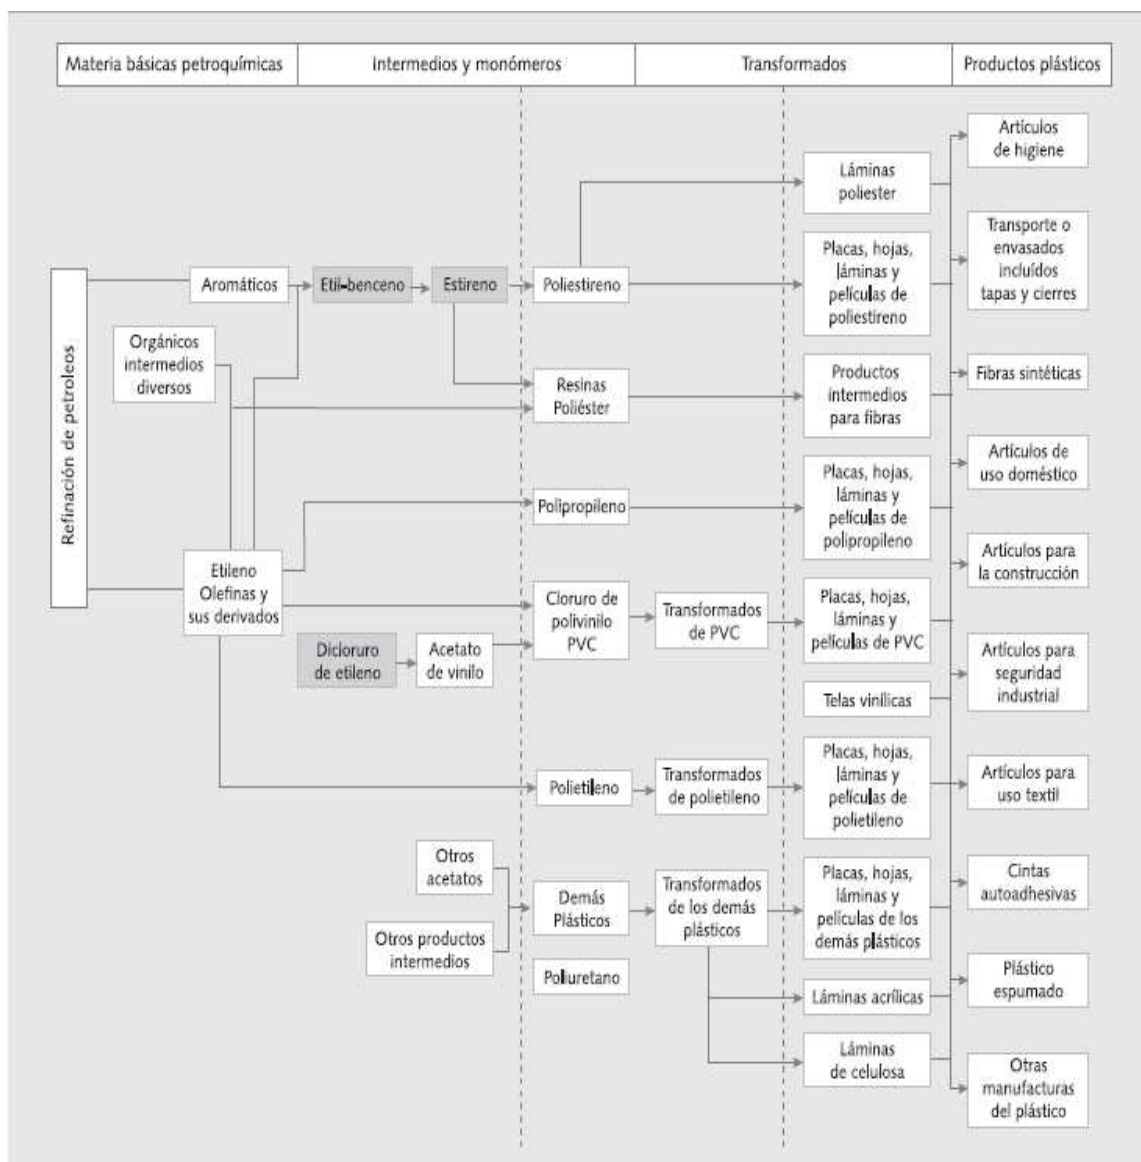 Materia básicas petroquímicas
Intermedios y monómeros
Transformados
Productos plásticos
Refinación de petroleos
Aromáticos
Orgánicos
intermedios
diversos
Etileno
Olefinas y
sus derivados
Etil-benceno
Estireno
Dicloruro
de etileno
Acetato
de vinilo
Otros
acetatos
Otros productos
intermedios
Poliestireno
Resinas
Poliéster
Polipropileno
Cloruro de
polivinilo
PVC
Polietileno
Demás
Plásticos
Poliuretano
Transformados
de PVC
Transformados
de polietileno
Transformados
de los demás
plásticos
Láminas
poliester
Placas, hojas,
láminas y
películas de
poliestireno
Productos
intermedios
para fibras
Placas, hojas,
láminas y
películas de
polipropileno
Placas, hojas,
láminas y
películas de PVC
Telas vinílicas
Placas, hojas,
láminas y
películas de
polietileno
Placas, hojas,
láminas y
películas de los
demás plásticos
Láminas acrílicas
Láminas
de celulosa
Artículos
de higiene
Transporte o
envasados
incluídos
tapas y cierres
Fibras sintéticas
Artículos de
uso doméstico
Artículos para
la construcción
Artículos para
seguridad
industrial
Artículos para
uso textil
Cintas
autoadhesivas
Plástico
espumado
Otras
manufacturas
del plástico